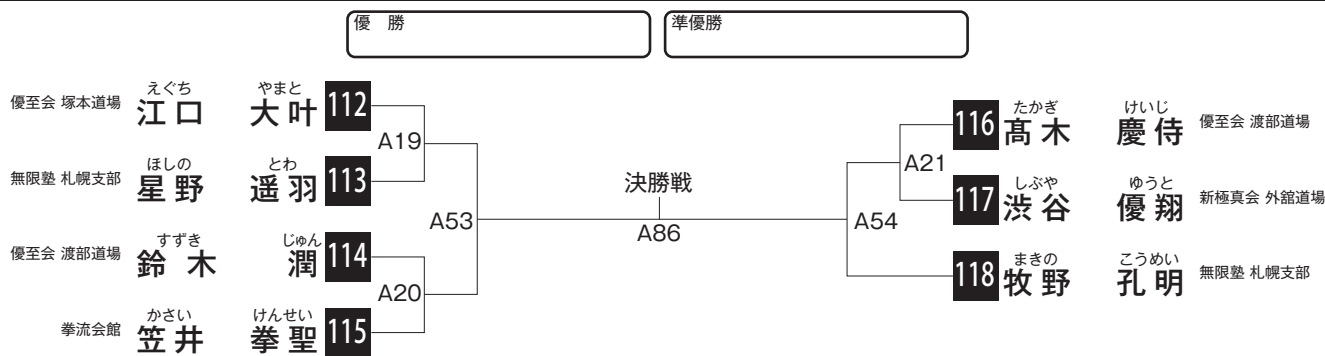 優　勝
準優勝
えぐち　やまと
優至会 塚本道場 江口 大叶 112
A19
ほしの　とわ
無限塾 札幌支部 星野 遥羽 113
A53
すずき　じゅん
優至会 渡部道場 鈴木 潤 114
A20
かさい　けんせい
拳流会館 笠井 拳聖 115
決勝戦
A86
たかぎ　けいじ
116 髙木 慶侍 優至会 渡部道場
A21
しぶや　ゆうと
117 渋谷 優翔 新極真会 外舘道場
A54
まきの　こうめい
118 牧野 孔明 無限塾 札幌支部